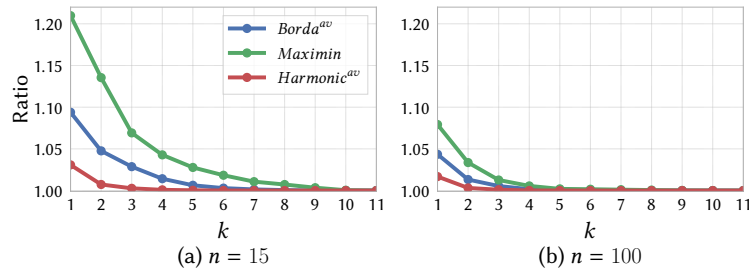 1.20
1.15
1.10
1.05
1.00
Ratio
Borda^av
Maximin
Harmonic^av
1 2 3 4 5 6 7 8 9 10 11
k
(a) n = 15
1.20
1.15
1.10
1.05
1.00
1 2 3 4 5 6 7 8 9 10 11
k
(b) n = 100